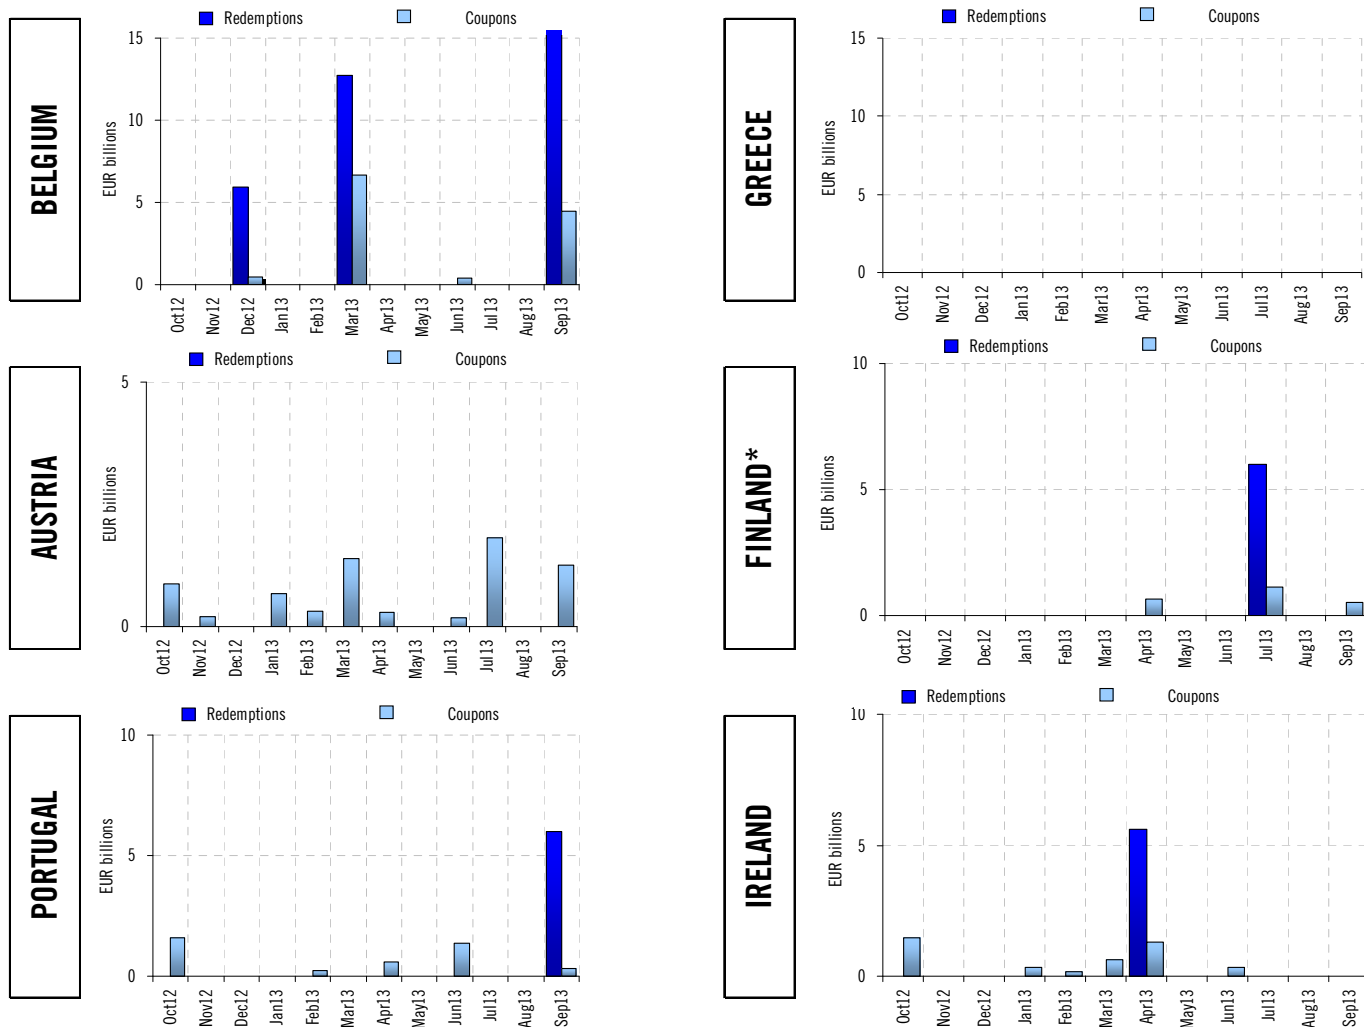 BELGIUM
Redemptions Coupons
EUR billions
15
10
5
0
Oct12 Nov12 Dec12 Jan13 Feb13 Mar13 Apr13 May13 Jun13 Jul13 Aug13 Sep13
GREECE
Redemptions Coupons
EUR billions
15
10
5
0
Oct12 Nov12 Dec12 Jan13 Feb13 Mar13 Apr13 May13 Jun13 Jul13 Aug13 Sep13
AUSTRIA
Redemptions Coupons
EUR billions
5
0
Oct12 Nov12 Dec12 Jan13 Feb13 Mar13 Apr13 May13 Jun13 Jul13 Aug13 Sep13
FINLAND*
Redemptions Coupons
EUR billions
10
5
0
Oct12 Nov12 Dec12 Jan13 Feb13 Mar13 Apr13 May13 Jun13 Jul13 Aug13 Sep13
PORTUGAL
Redemptions Coupons
EUR billions
10
5
0
Oct12 Nov12 Dec12 Jan13 Feb13 Mar13 Apr13 May13 Jun13 Jul13 Aug13 Sep13
IRELAND
Redemptions Coupons
EUR billions
10
5
0
Oct12 Nov12 Dec12 Jan13 Feb13 Mar13 Apr13 May13 Jun13 Jul13 Aug13 Sep13